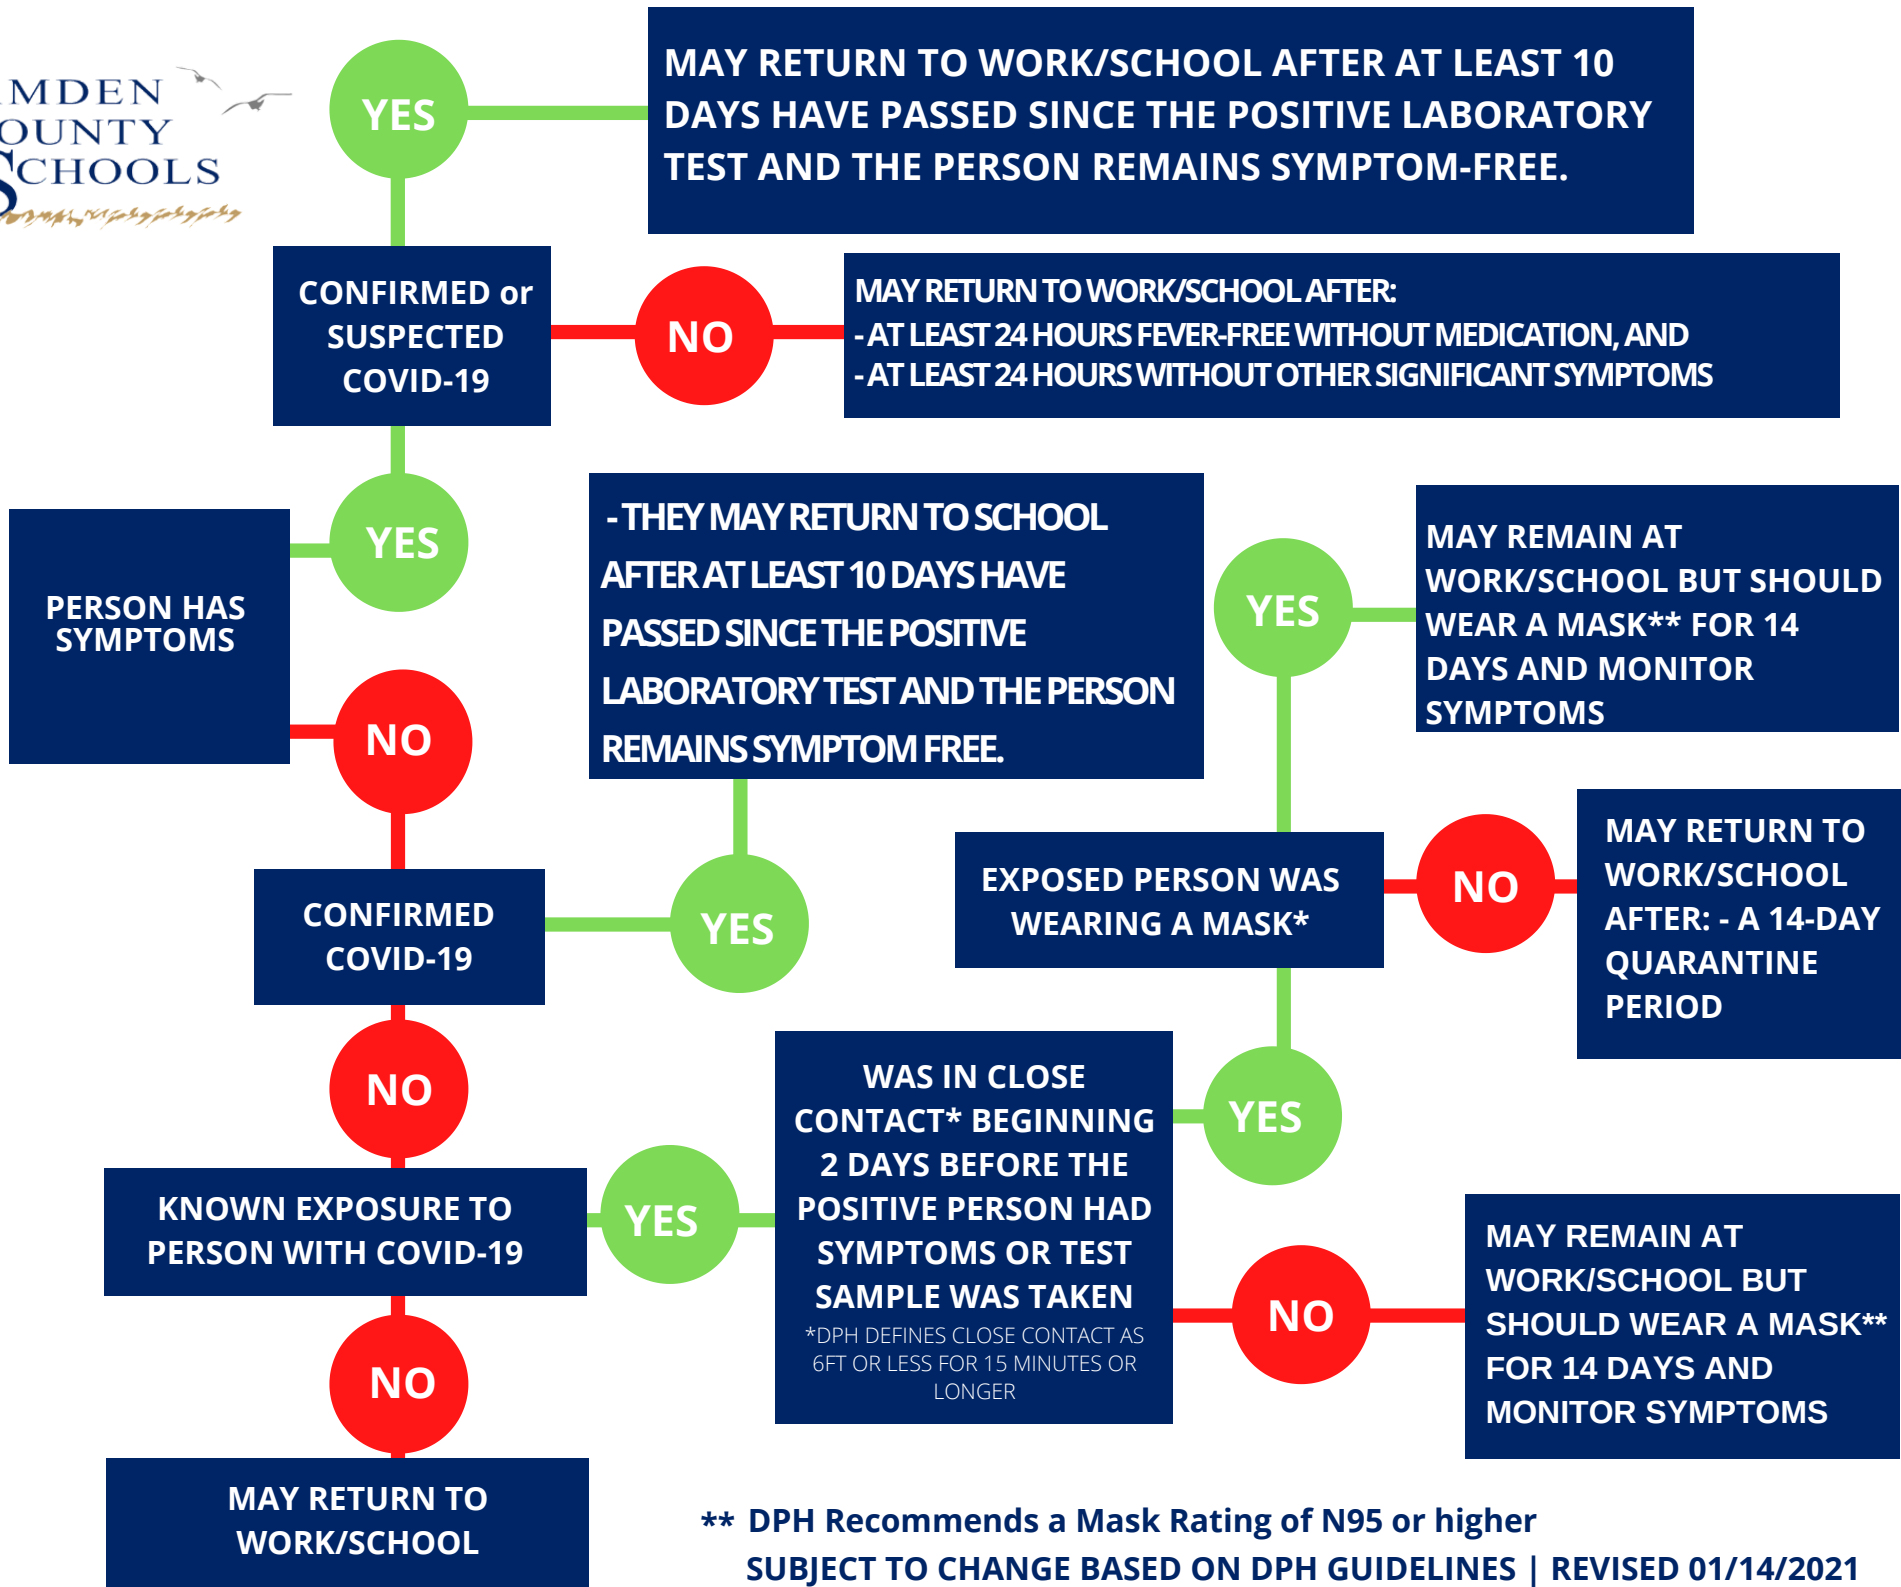 MDEN
OUNTY
SCHOOLS
YES
MAY RETURN TO WORK/SCHOOL AFTER AT LEAST 10
DAYS HAVE PASSED SINCE THE POSITIVE LABORATORY
TEST AND THE PERSON REMAINS SYMPTOM-FREE.
CONFIRMED or
SUSPECTED
COVID-19
NO
MAY RETURN TO WORK/SCHOOL AFTER:
- AT LEAST 24 HOURS FEVER-FREE WITHOUT MEDICATION, AND
- AT LEAST 24 HOURS WITHOUT OTHER SIGNIFICANT SYMPTOMS
YES
PERSON HAS
SYMPTOMS
NO
- THEY MAY RETURN TO SCHOOL
AFTER AT LEAST 10 DAYS HAVE
PASSED SINCE THE POSITIVE
LABORATORY TEST AND THE PERSON
REMAINS SYMPTOM FREE.
YES
MAY REMAIN AT
WORK/SCHOOL BUT SHOULD
WEAR A MASK** FOR 14
DAYS AND MONITOR
SYMPTOMS
CONFIRMED
COVID-19
YES
EXPOSED PERSON WAS
WEARING A MASK*
NO
MAY RETURN TO
WORK/SCHOOL
AFTER: - A 14-DAY
QUARANTINE
PERIOD
NO
KNOWN EXPOSURE TO
PERSON WITH COVID-19
YES
WAS IN CLOSE
CONTACT* BEGINNING
2 DAYS BEFORE THE
POSITIVE PERSON HAD
SYMPTOMS OR TEST
SAMPLE WAS TAKEN
*DPH DEFINES CLOSE CONTACT AS
6FT OR LESS FOR 15 MINUTES OR
LONGER
YES
NO
MAY REMAIN AT
WORK/SCHOOL BUT
SHOULD WEAR A MASK**
FOR 14 DAYS AND
MONITOR SYMPTOMS
NO
MAY RETURN TO
WORK/SCHOOL
** DPH Recommends a Mask Rating of N95 or higher
SUBJECT TO CHANGE BASED ON DPH GUIDELINES | REVISED 01/14/2021